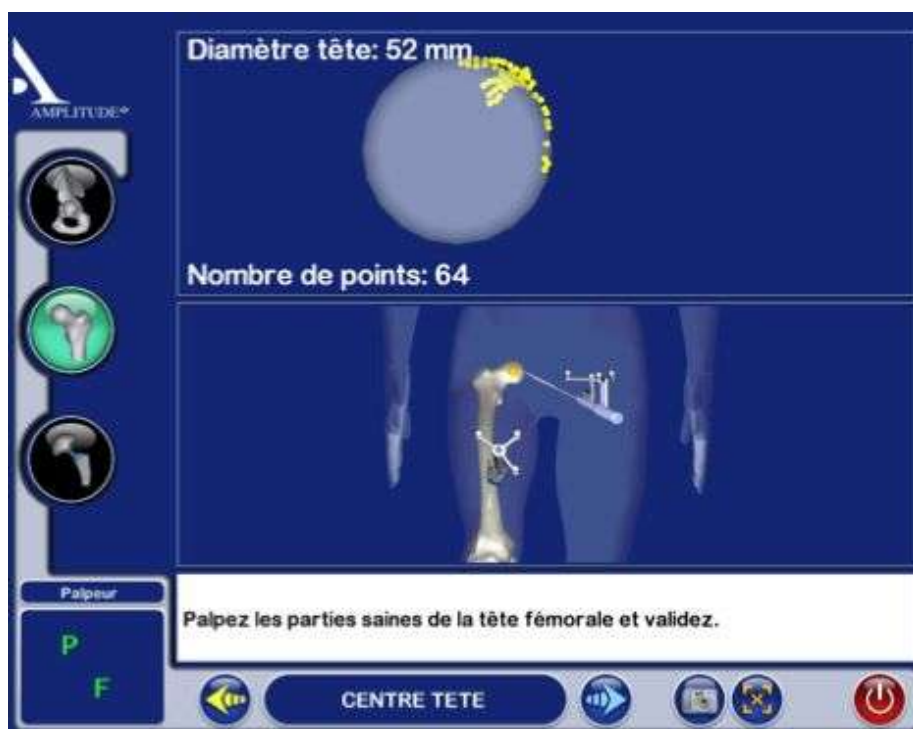 Diamètre tête: 52 mm
AMPLITUDE
Nombre de points: 64
Palpeur
P
F
Palpez les parties saines de la tête fémorale et validez.
CENTRE TETE